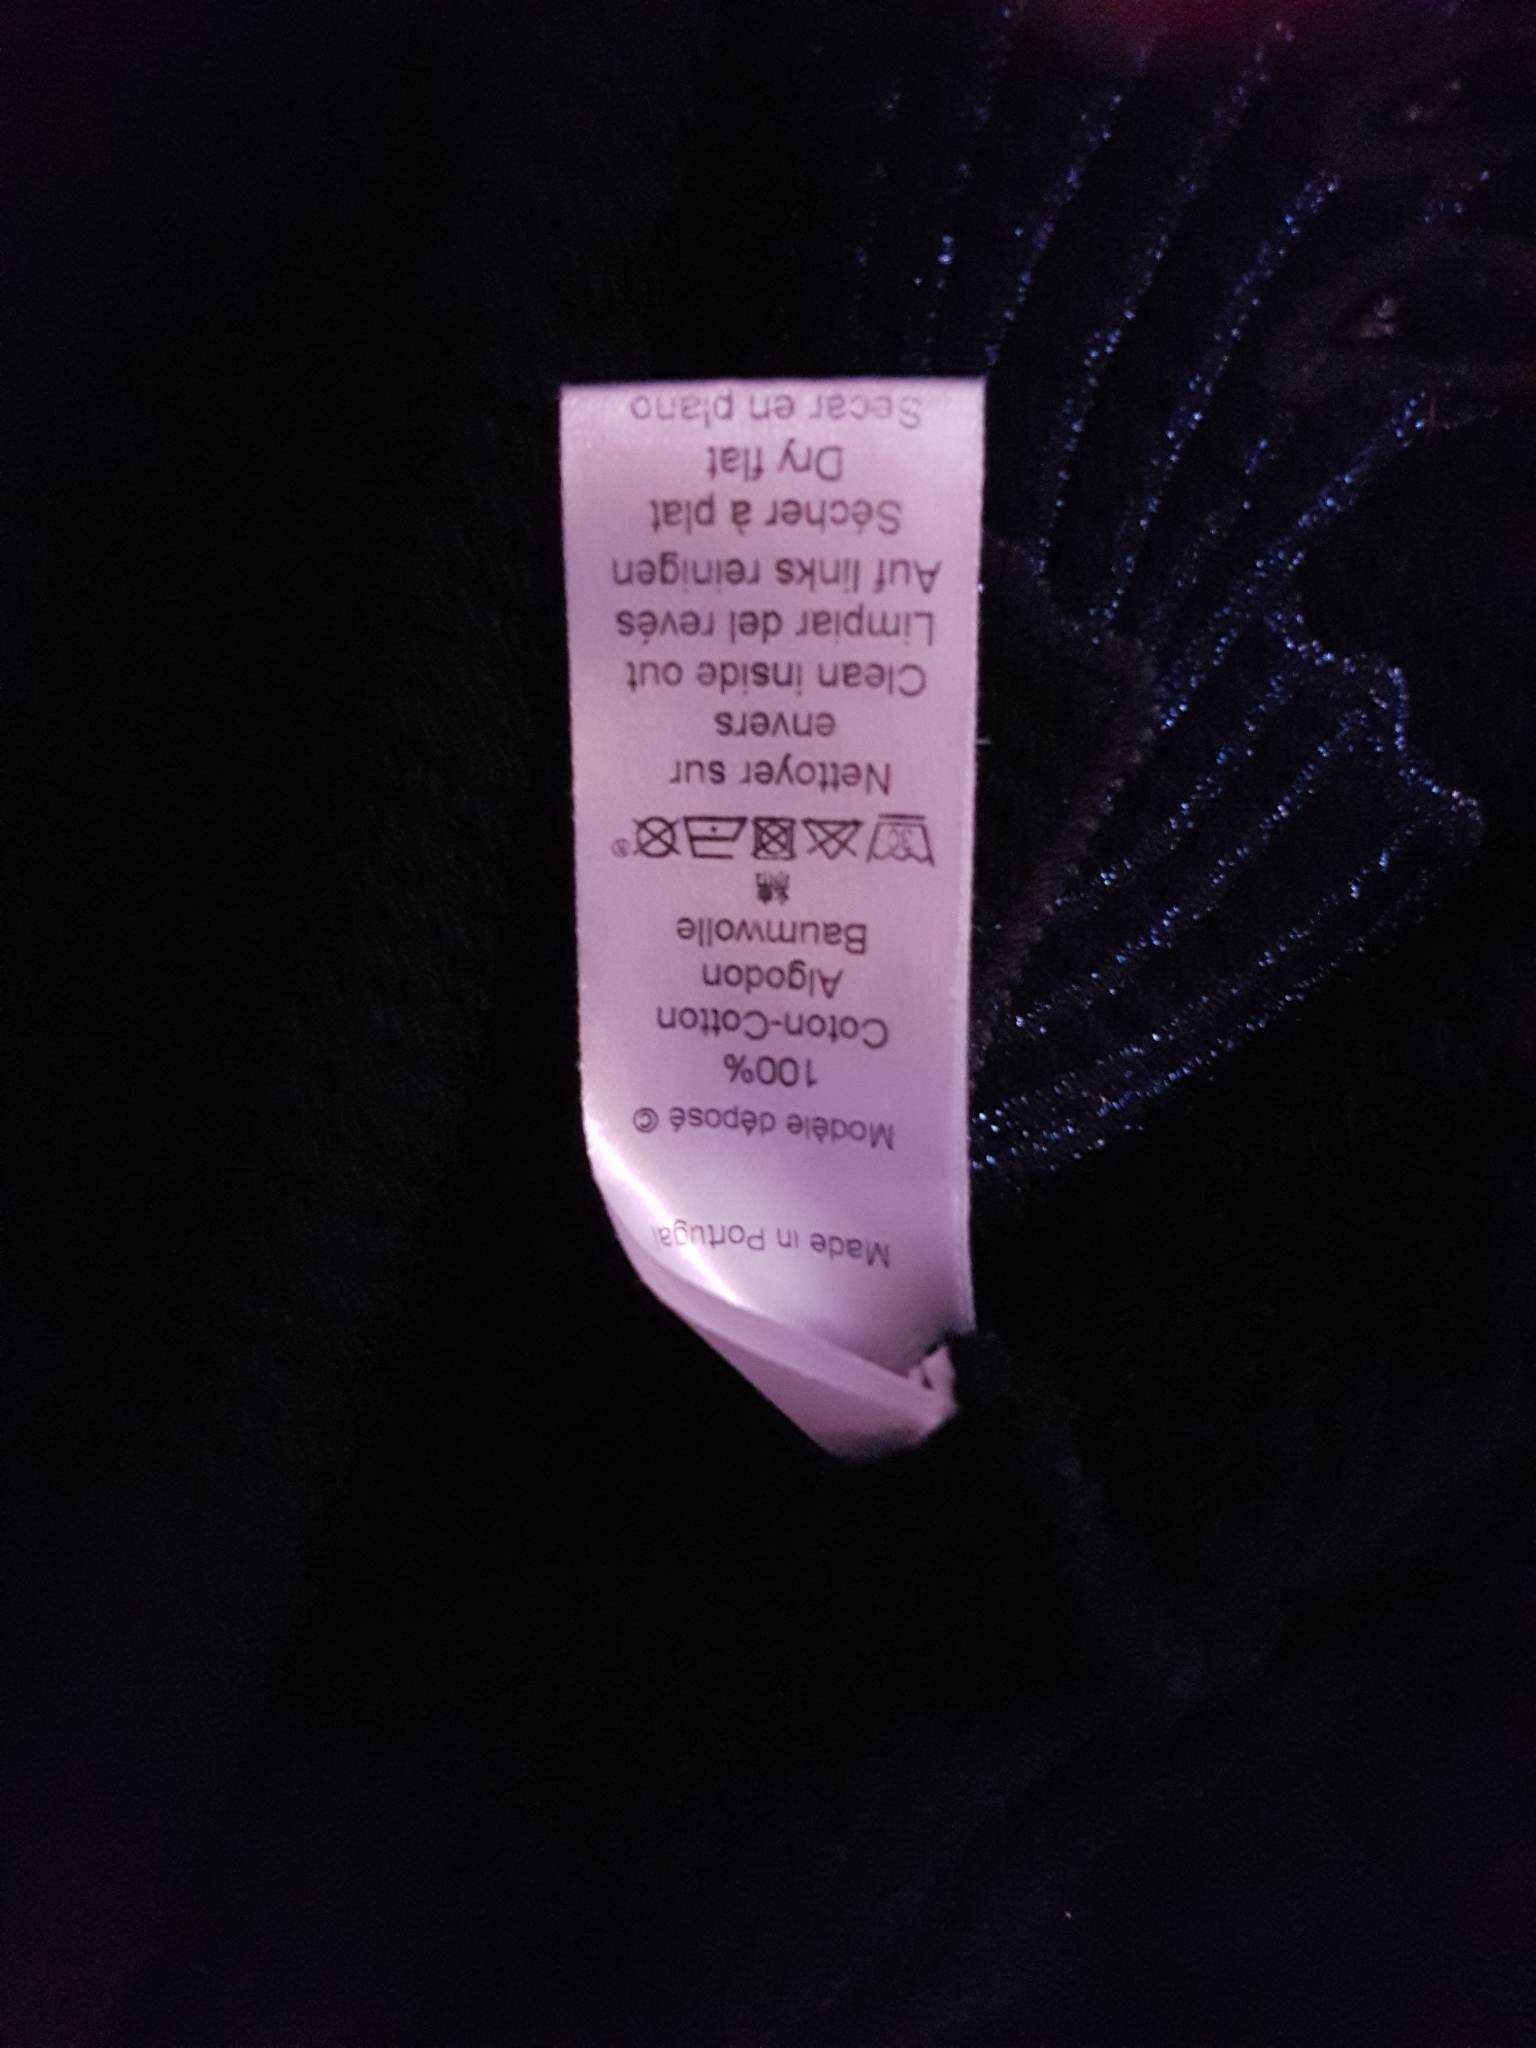 Made in Portugal
Modèle déposé ©
100%
Coton-Cotton
Algodon
Baumwolle
30
Nettoyer sur
envers
Clean inside out
Limpiar del revés
Auf links reinigen
Sécher à plat
Dry flat
Secar en plano